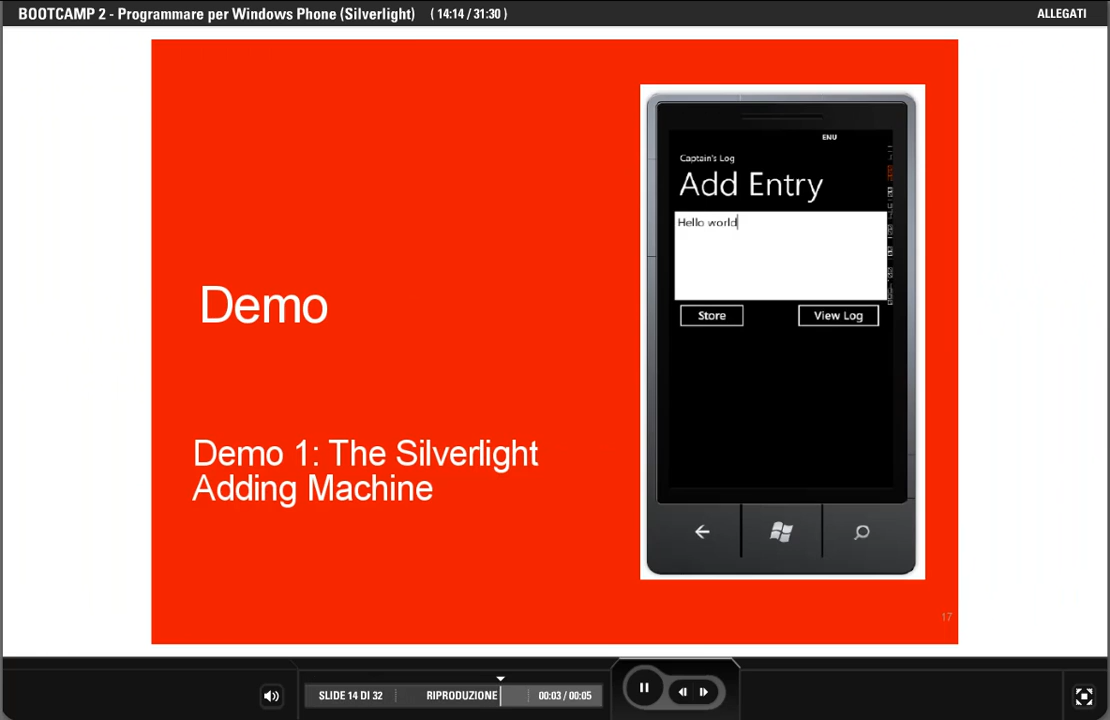 BOOTCAMP 2 - Programmare per Windows Phone (Silverlight) ( 14:14 / 31:30 )
ALLEGATI
ENU
Captain's Log
Add Entry
Hello world
Store
View Log
Demo
Demo 1: The Silverlight
Adding Machine
17
SLIDE 14 DI 32
RIPRODUZIONE
00:03 / 00:05